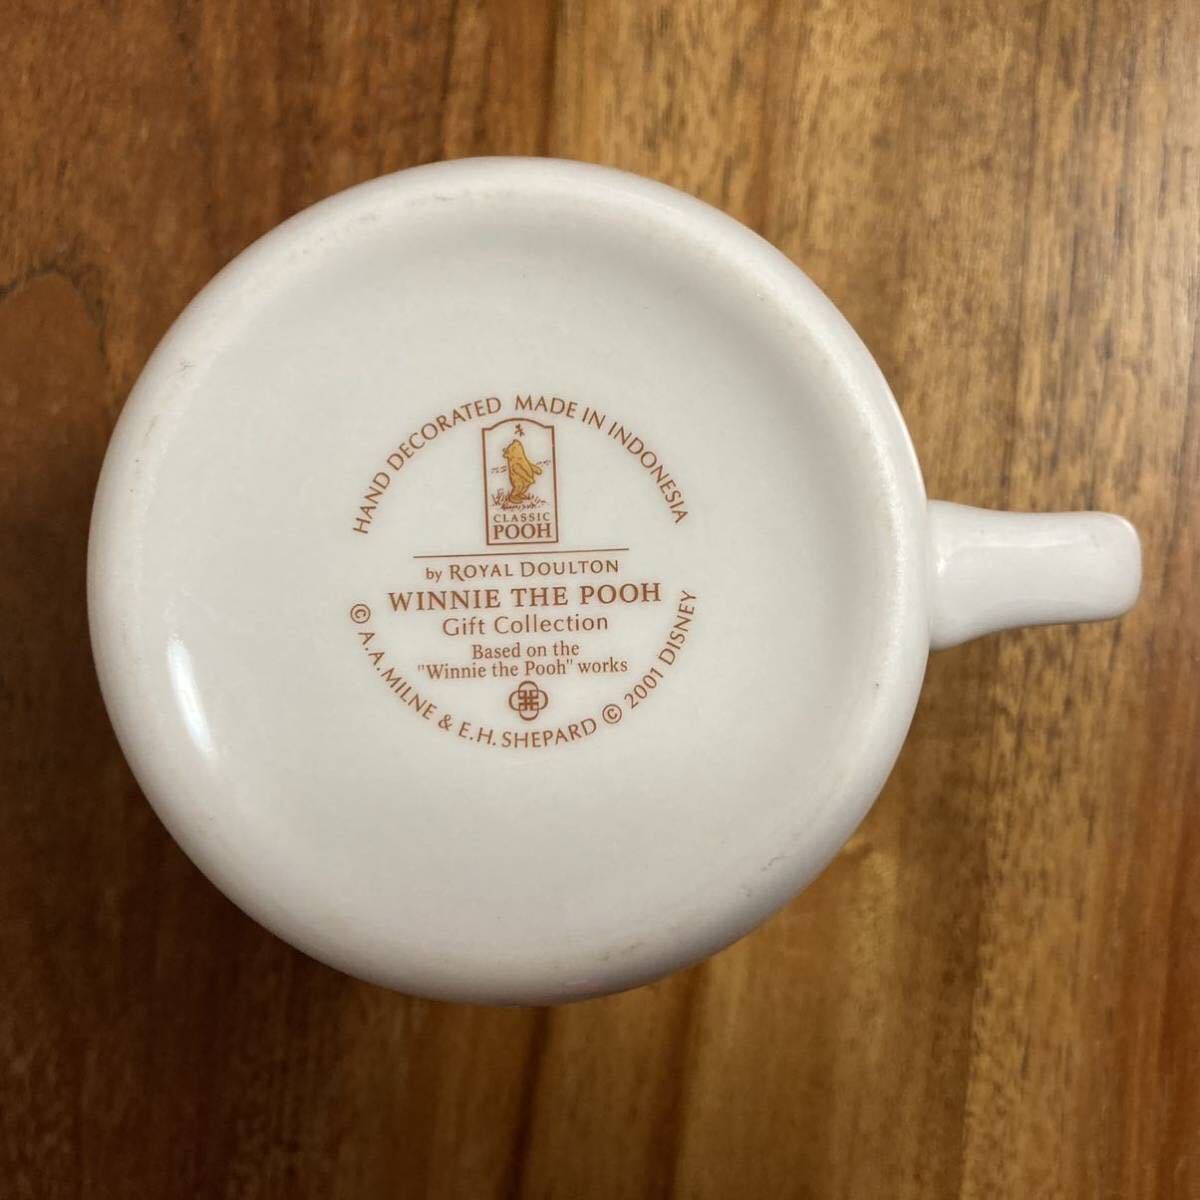 HAND DECORATED MADE IN INDONESIA
CLASSIC
POOH
by ROYAL DOULTON
WINNIE THE POOH
Gift Collection
Based on the
"Winnie the Pooh" works
© A.A. MILNE & E.H. SHEPARD © 2001 DISNEY